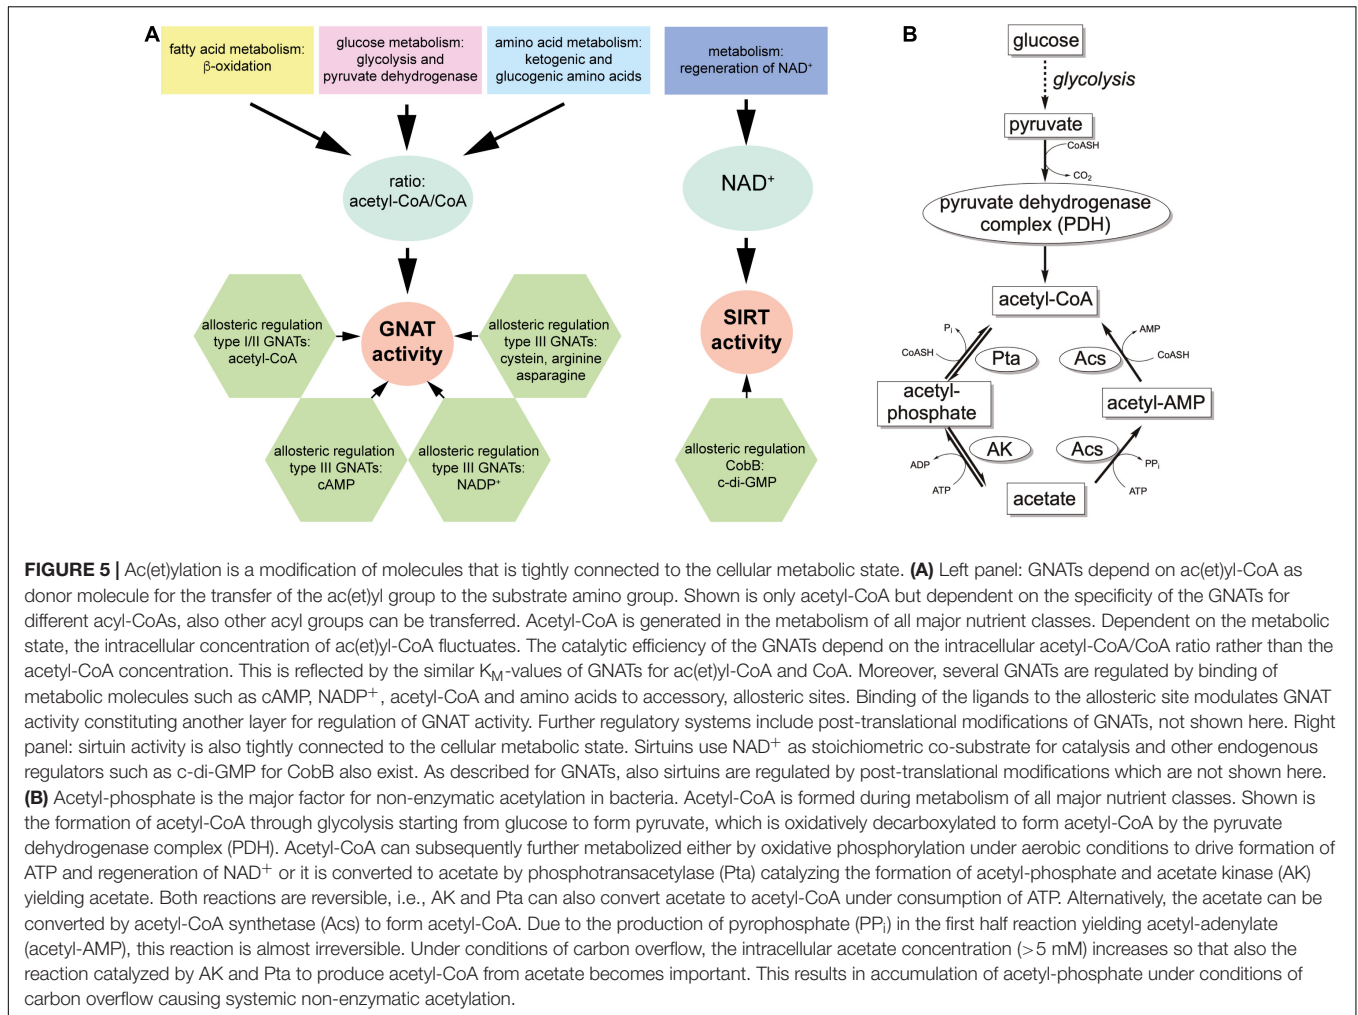 A
fatty acid metabolism:
β-oxidation
glucose metabolism:
glycolysis and
pyruvate dehydrogenase
amino acid metabolism:
ketogenic and
glucogenic amino acids
metabolism:
regeneration of NAD⁺
ratio:
acetyl-CoA/CoA
NAD⁺
allosteric regulation
type I/II GNATs:
acetyl-CoA
GNAT
activity
allosteric regulation
type III GNATs:
cystein, arginine
asparagine
SIRT
activity
allosteric regulation
type III GNATs:
cAMP
allosteric regulation
type III GNATs:
NADP⁺
allosteric regulation
CobB:
c-di-GMP
B
glucose
glycolysis
pyruvate
CoASH
CO₂
pyruvate dehydrogenase
complex (PDH)
acetyl-CoA
Pᵢ
CoASH
Pta
Acs
AMP
CoASH
acetyl-
phosphate
acetyl-AMP
ADP
ATP
AK
Acs
PPᵢ
ATP
acetate
FIGURE 5 | Ac(et)ylation is a modification of molecules that is tightly connected to the cellular metabolic state. (A) Left panel: GNATs depend on ac(et)yl-CoA as
donor molecule for the transfer of the ac(et)yl group to the substrate amino group. Shown is only acetyl-CoA but dependent on the specificity of the GNATs for
different acyl-CoAs, also other acyl groups can be transferred. Acetyl-CoA is generated in the metabolism of all major nutrient classes. Dependent on the metabolic
state, the intracellular concentration of ac(et)yl-CoA fluctuates. The catalytic efficiency of the GNATs depend on the intracellular acetyl-CoA/CoA ratio rather than the
acetyl-CoA concentration. This is reflected by the similar K_M-values of GNATs for ac(et)yl-CoA and CoA. Moreover, several GNATs are regulated by binding of
metabolic molecules such as cAMP, NADP⁺, acetyl-CoA and amino acids to accessory, allosteric sites. Binding of the ligands to the allosteric site modulates GNAT
activity constituting another layer for regulation of GNAT activity. Further regulatory systems include post-translational modifications of GNATs, not shown here. Right
panel: sirtuin activity is also tightly connected to the cellular metabolic state. Sirtuins use NAD⁺ as stoichiometric co-substrate for catalysis and other endogenous
regulators such as c-di-GMP for CobB also exist. As described for GNATs, also sirtuins are regulated by post-translational modifications which are not shown here.
(B) Acetyl-phosphate is the major factor for non-enzymatic acetylation in bacteria. Acetyl-CoA is formed during metabolism of all major nutrient classes. Shown is
the formation of acetyl-CoA through glycolysis starting from glucose to form pyruvate, which is oxidatively decarboxylated to form acetyl-CoA by the pyruvate
dehydrogenase complex (PDH). Acetyl-CoA can subsequently further metabolized either by oxidative phosphorylation under aerobic conditions to drive formation of
ATP and regeneration of NAD⁺ or it is converted to acetate by phosphotransacetylase (Pta) catalyzing the formation of acetyl-phosphate and acetate kinase (AK)
yielding acetate. Both reactions are reversible, i.e., AK and Pta can also convert acetate to acetyl-CoA under consumption of ATP. Alternatively, the acetate can be
converted by acetyl-CoA synthetase (Acs) to form acetyl-CoA. Due to the production of pyrophosphate (PPᵢ) in the first half reaction yielding acetyl-adenylate
(acetyl-AMP), this reaction is almost irreversible. Under conditions of carbon overflow, the intracellular acetate concentration (>5 mM) increases so that also the
reaction catalyzed by AK and Pta to produce acetyl-CoA from acetate becomes important. This results in accumulation of acetyl-phosphate under conditions of
carbon overflow causing systemic non-enzymatic acetylation.